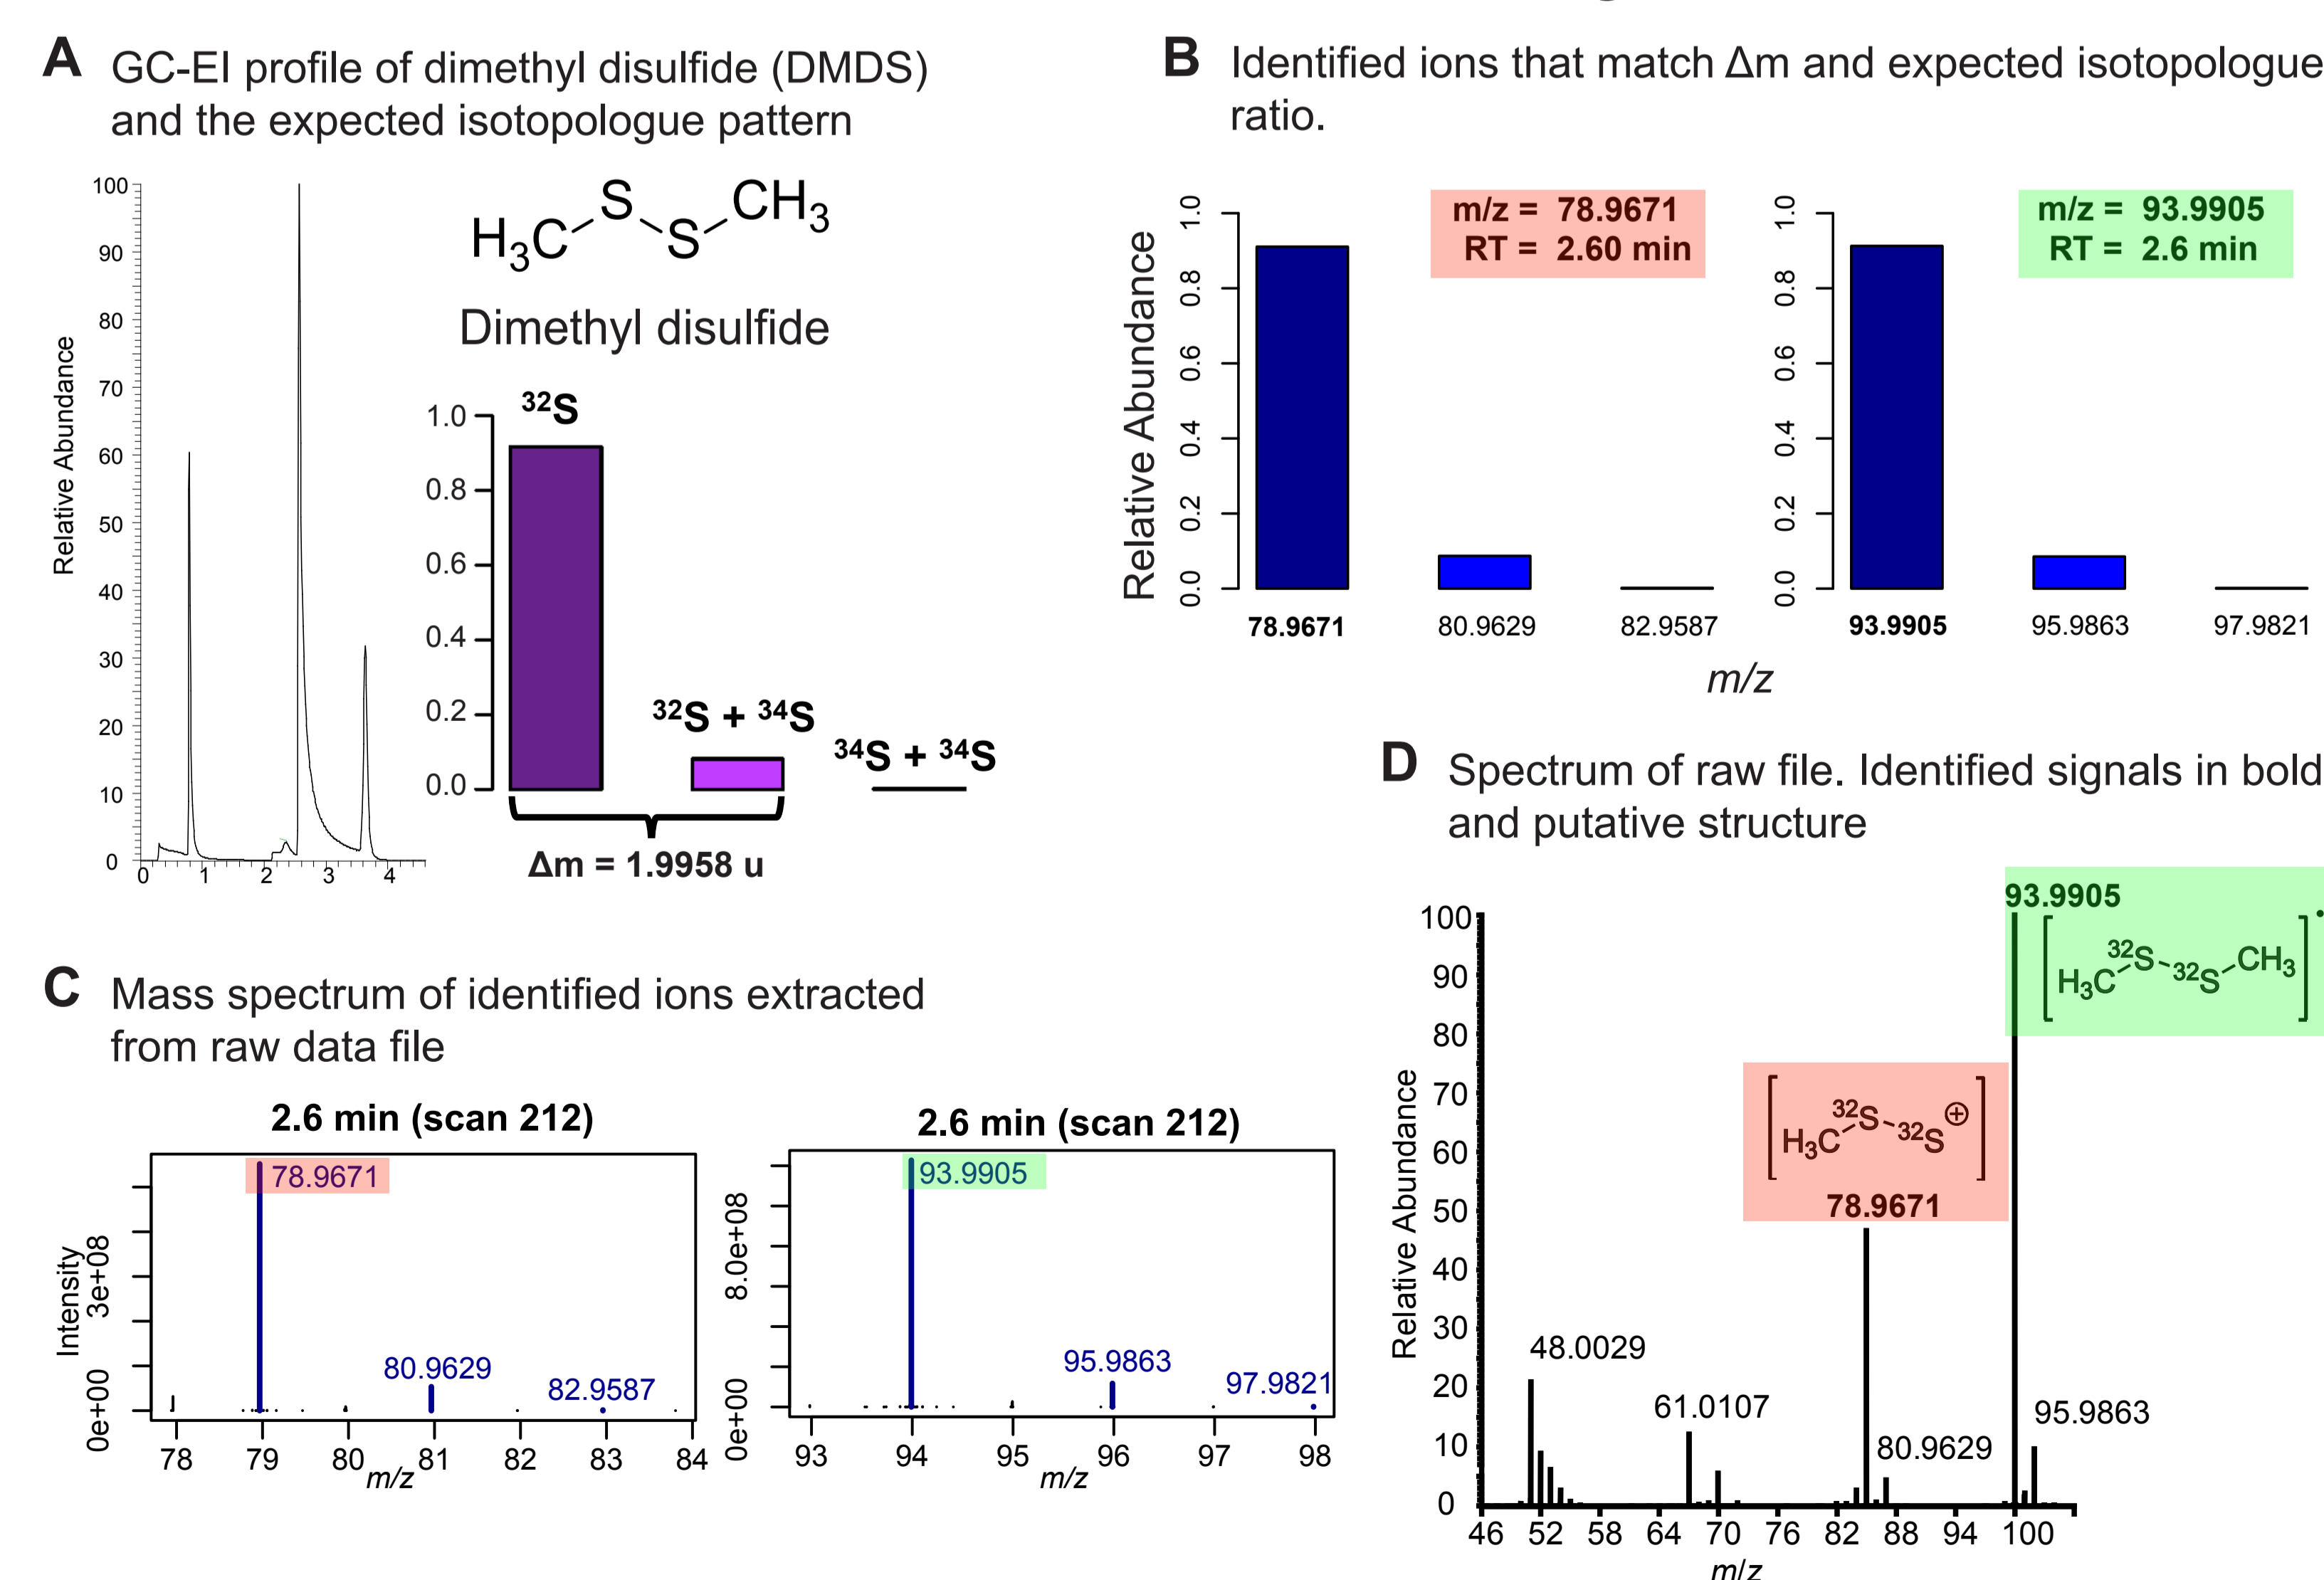 A GC-EI profile of dimethyl disulfide (DMDS)
and the expected isotopologue pattern
Relative Abundance
100
90
80
70
60
50
40
30
20
10
0
0 1 2 3 4
H3C S S CH3
Dimethyl disulfide
1.0
0.8
0.6
0.4
0.2
0.0
32S
32S + 34S
34S + 34S
Δm = 1.9958 u
B Identified ions that match Δm and expected isotopologue
ratio.
Relative Abundance
1.0
0.8
0.6
0.4
0.2
0.0
m/z = 78.9671
RT = 2.60 min
78.9671 80.9629 82.9587
1.0
0.8
0.6
0.4
0.2
0.0
m/z = 93.9905
RT = 2.6 min
93.9905 95.9863 97.9821
m/z
C Mass spectrum of identified ions extracted
from raw data file
2.6 min (scan 212)
Intensity
3e+08
0e+00
78.9671
80.9629
82.9587
78 79 80 81 82 83 84
m/z
2.6 min (scan 212)
8.0e+08
0e+00
93.9905
95.9863
97.9821
93 94 95 96 97 98
m/z
D Spectrum of raw file. Identified signals in bold
and putative structure
Relative Abundance
100
90
80
70
60
50
40
30
20
10
0
93.9905
[H3C 32S 32S CH3]•
[H3C 32S 32S⊕]
78.9671
48.0029
61.0107
80.9629
95.9863
46 52 58 64 70 76 82 88 94 100
m/z